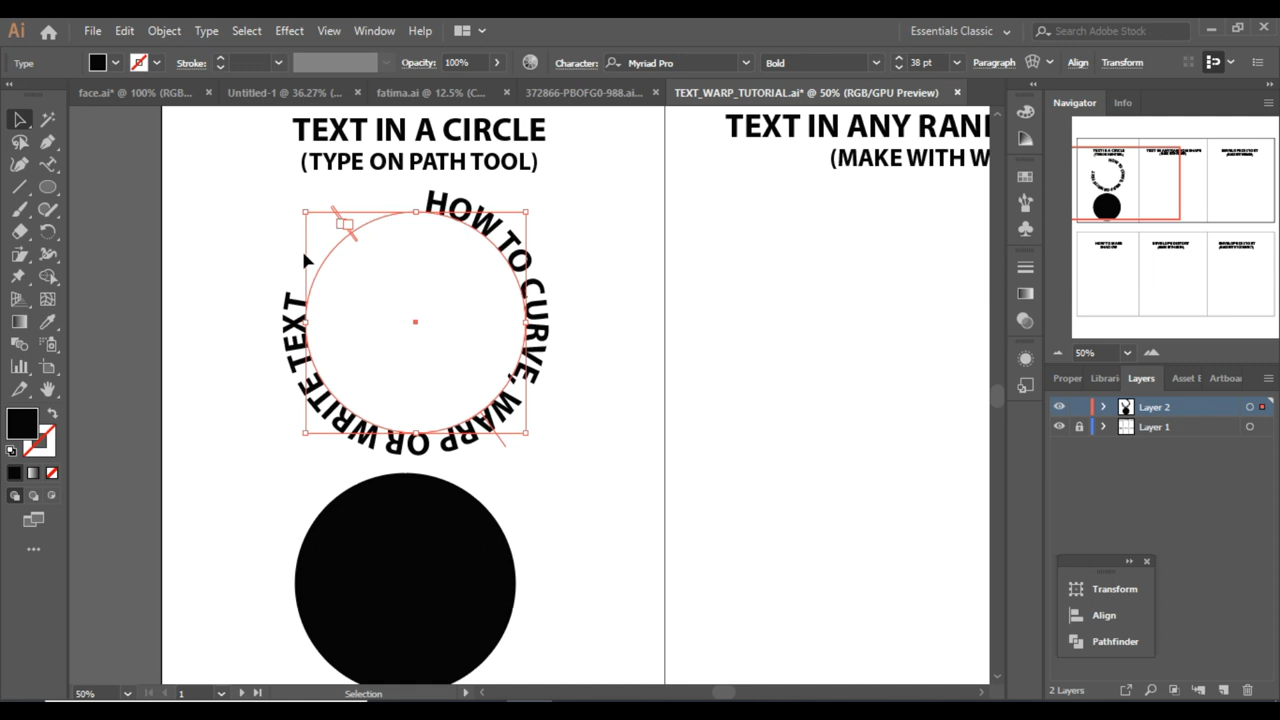 Ai File Edit Object Type Select Effect View Window Help Essentials Classic Search Adobe Stock
Type Stroke: Opacity: 100% Character: Myriad Pro Bold 38 pt Paragraph Align Transform
face.ai* @ 100% (RGB... Untitled-1 @ 36.27% (... fatima.ai @ 12.5% (C... 372866-PBOFG0-988.ai... TEXT_WARP_TUTORIAL.ai* @ 50% (RGB/GPU Preview)
Navigator Info
TEXT IN A CIRCLE
(TYPE ON PATH TOOL)
TEXT IN ANY RAN
(MAKE WITH W
HOW TO CURVE, WARP OR WRITE TEXT
50%
Proper Librari Layers Asset E Artboa
Layer 2
Layer 1
Transform
Align
Pathfinder
2 Layers
50% 1 Selection